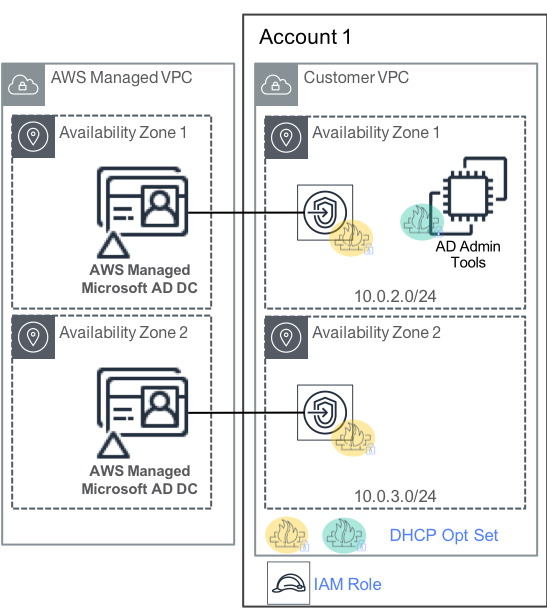 Account 1
AWS Managed VPC
Customer VPC
Availability Zone 1
Availability Zone 1
AWS Managed
Microsoft AD DC
AD Admin
Tools
10.0.2.0/24
Availability Zone 2
Availability Zone 2
AWS Managed
Microsoft AD DC
10.0.3.0/24
DHCP Opt Set
IAM Role